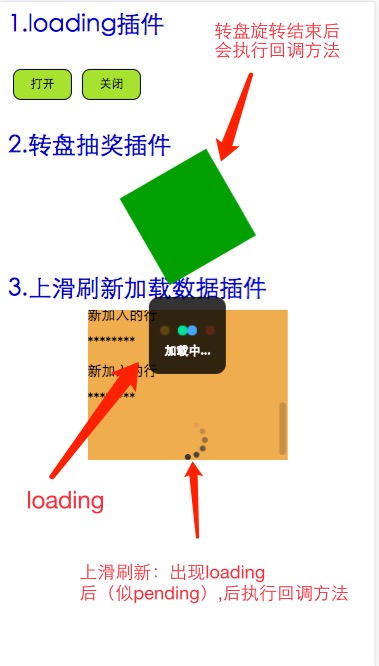 1.loading插件
转盘旋转结束后
会执行回调方法
打开
关闭
2.转盘抽奖插件
3.上滑刷新加载数据插件
新加入的行
********
加载中...
新加入的行
********
loading
上滑刷新：出现loading
后（似pending）,后执行回调方法